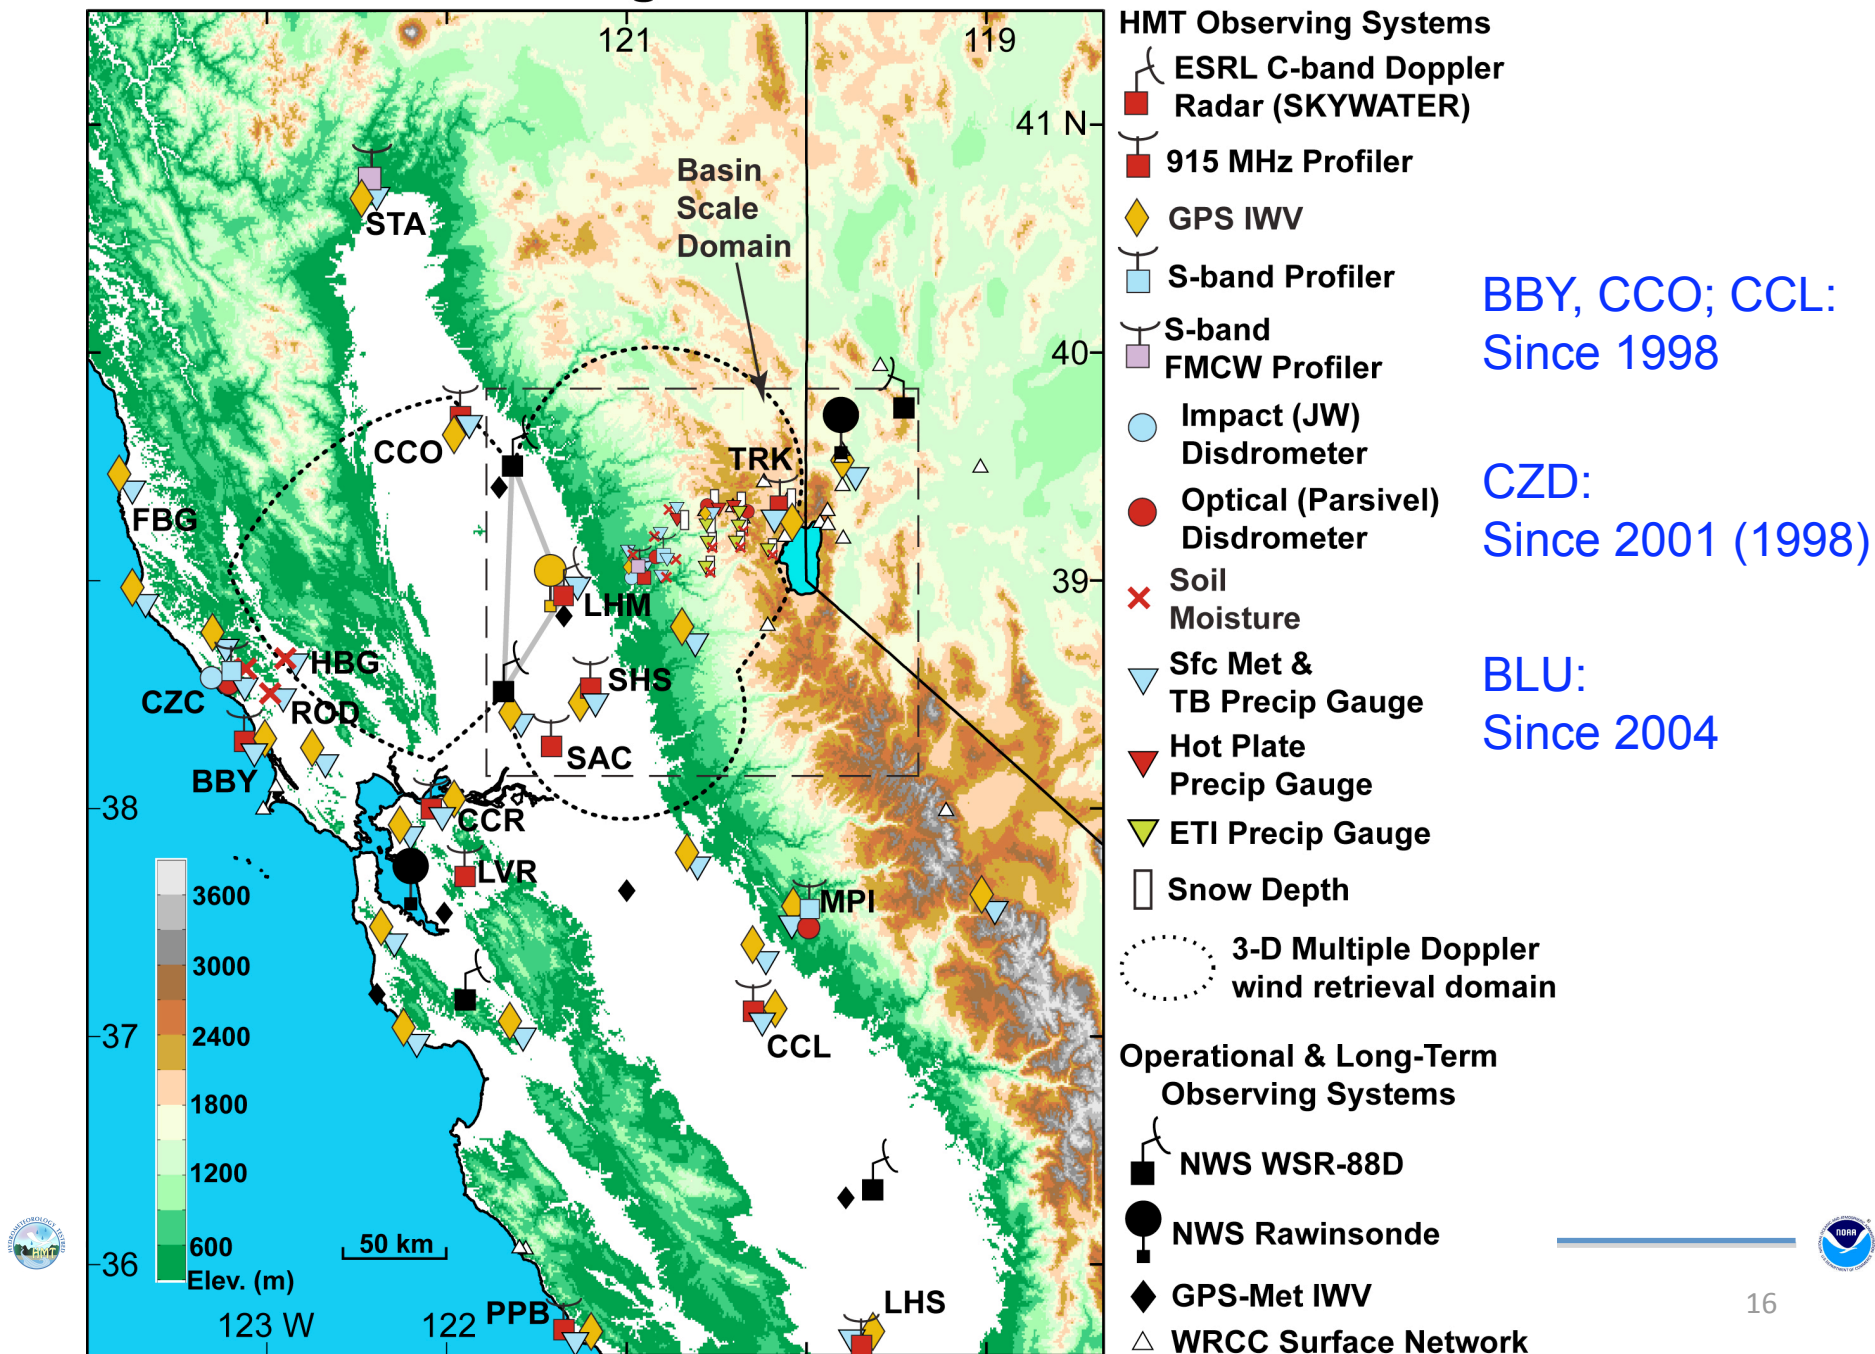 121
119
41 N
Basin
Scale
Domain
STA
40
CCO
TRK
FBG
39
LHM
HBG
SHS
CZC
ROD
SAC
BBY
38
CCR
LVR
MPI
3600
3000
37
2400
CCL
1800
1200
600
50 km
36
Elev. (m)
PPB
LHS
123 W
122
HMT Observing Systems
ESRL C-band Doppler
Radar (SKYWATER)
915 MHz Profiler
GPS IWV
S-band Profiler
S-band
FMCW Profiler
Impact (JW)
Disdrometer
Optical (Parsivel)
Disdrometer
Soil
Moisture
Sfc Met &
TB Precip Gauge
Hot Plate
Precip Gauge
ETI Precip Gauge
Snow Depth
3-D Multiple Doppler
wind retrieval domain
Operational & Long-Term
Observing Systems
NWS WSR-88D
NWS Rawinsonde
GPS-Met IWV
WRCC Surface Network
BBY, CCO; CCL:
Since 1998
CZD:
Since 2001 (1998)
BLU:
Since 2004
HYDROMETEOROLOGY TESTBED
HMT
NOAA
16